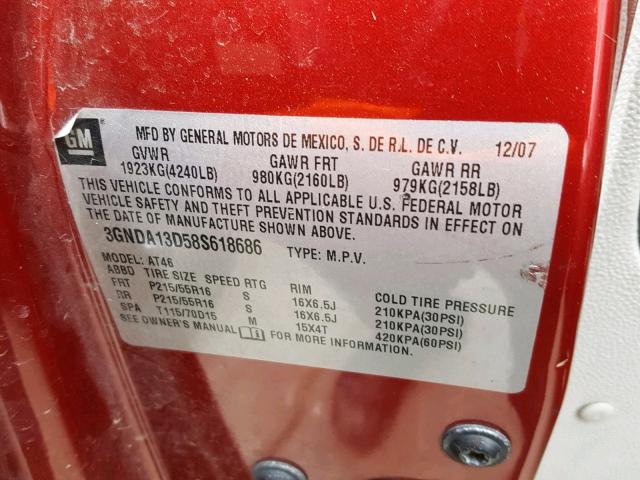 GM
MFD BY GENERAL MOTORS DE MEXICO, S. DE R.L. DE C.V. 12/07
GVWR GAWR FRT GAWR RR
1923KG(4240LB) 980KG(2160LB) 979KG(2158LB)
THIS VEHICLE CONFORMS TO ALL APPLICABLE U.S. FEDERAL MOTOR
VEHICLE SAFETY AND THEFT PREVENTION STANDARDS IN EFFECT ON
THE DATE OF MANUFACTURE SHOWN ABOVE.
3GNDA13D58S618686 TYPE: M.P.V.
MODEL: AT46
ABBD TIRE SIZE SPEED RTG RIM COLD TIRE PRESSURE
FRT P215/55R16 S 16X6.5J 210KPA(30PSI)
RR P215/55R16 S 16X6.5J 210KPA(30PSI)
SPA T115/70D15 M 15X4T 420KPA(60PSI)
SEE OWNER'S MANUAL FOR MORE INFORMATION.